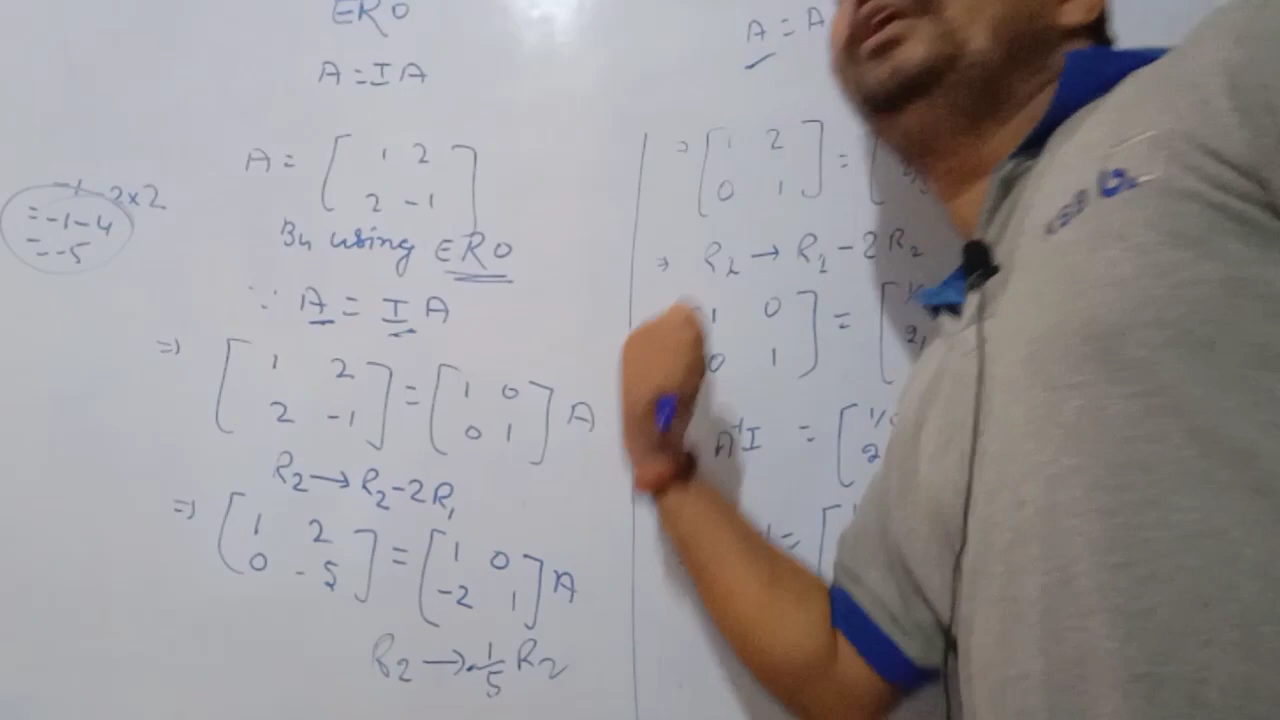 ERO
A = IA
A = [ 1 2
2 -1 ]
-1-2×2
= -1-4
= -5
By using ERO
∵ A = IA
⇒ [ 1 2
2 -1 ] = [ 1 0
0 1 ] A
R₂ → R₂-2R₁
⇒ [ 1 2
0 -5 ] = [ 1 0
-2 1 ] A
R₂ → -1/5 R₂
A = A
⇒ [ 1 2
0 1 ] = [
⇒ R₂ → R₁ - 2R₂
1 0
0 1 ] = [
A⁻¹I = [
= [